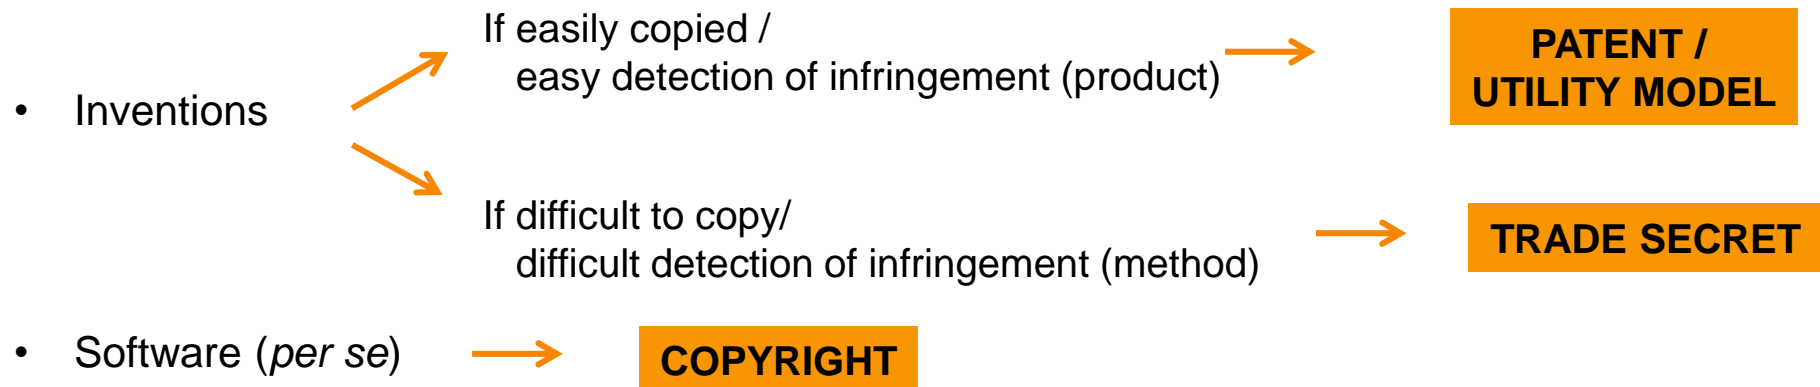 If easily copied /
easy detection of infringement (product)
PATENT /
UTILITY MODEL
• Inventions
If difficult to copy/
difficult detection of infringement (method)
TRADE SECRET
• Software (per se)
COPYRIGHT